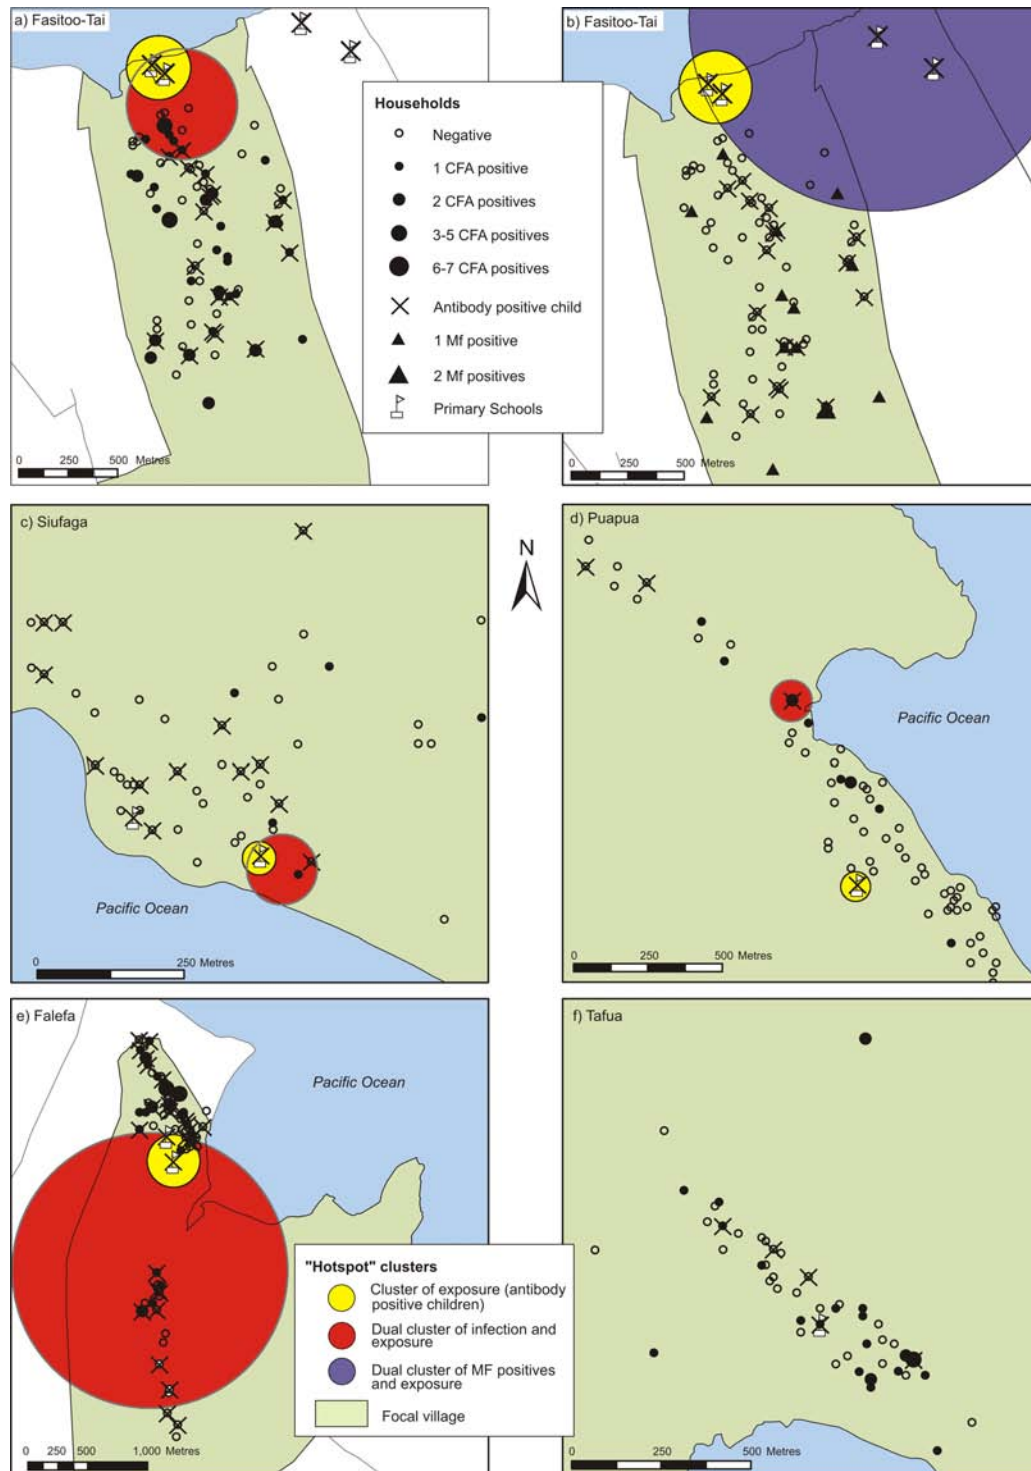 a) Fasitoo-Tai
b) Fasitoo-Tai
Households
Negative
1 CFA positive
2 CFA positives
3-5 CFA positives
6-7 CFA positives
Antibody positive child
1 Mf positive
2 Mf positives
Primary Schools
0 250 500 Metres
0 250 500 Metres
c) Siufaga
N
d) Puapua
Pacific Ocean
Pacific Ocean
0 250 Metres
0 250 500 Metres
e) Falefa
Pacific Ocean
f) Tafua
"Hotspot" clusters
Cluster of exposure (antibody
positive children)
Dual cluster of infection and
exposure
Dual cluster of MF positives
and exposure
Focal village
0 250 500 1,000 Metres
0 250 500 Metres